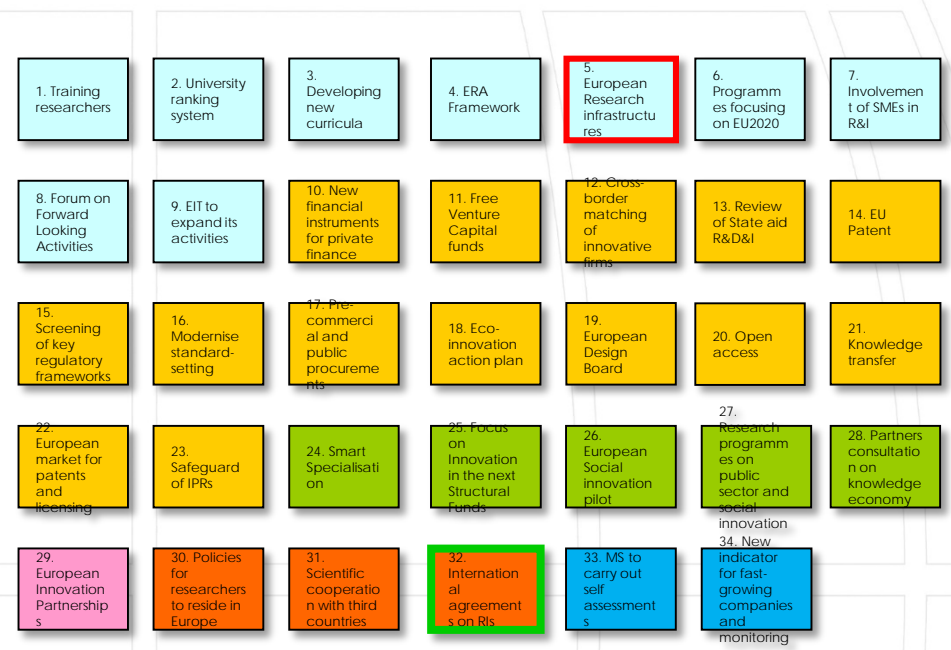 1. Training
researchers
2. University
ranking
system
3.
Developing
new
curricula
4. ERA
Framework
5.
European
Research
infrastructu
res
6.
Programm
es focusing
on EU2020
7.
Involvemen
t of SMEs in
R&I
8. Forum on
Forward
Looking
Activities
9. EIT to
expand its
activities
10. New
financial
instruments
for private
finance
11. Free
Venture
Capital
funds
12. Cross-
border
matching
of
innovative
firms
13. Review
of State aid
R&D&I
14. EU
Patent
15.
Screening
of key
regulatory
frameworks
16.
Modernise
standard-
setting
17. Pre-
commerci
al and
public
procureme
nts
18. Eco-
innovation
action plan
19.
European
Design
Board
20. Open
access
21.
Knowledge
transfer
22.
European
market for
patents
and
licensing
23.
Safeguard
of IPRs
24. Smart
Specialisati
on
25. Focus
on
Innovation
in the next
Structural
Funds
26.
European
Social
innovation
pilot
27.
Research
programm
es on
public
sector and
social
innovation
28. Partners
consultatio
n on
knowledge
economy
29.
European
Innovation
Partnership
s
30. Policies
for
researchers
to reside in
Europe
31.
Scientific
cooperatio
n with third
countries
32.
Internation
al
agreement
s on RIs
33. MS to
carry out
self
assessment
s
34. New
indicator
for fast-
growing
companies
and
monitoring